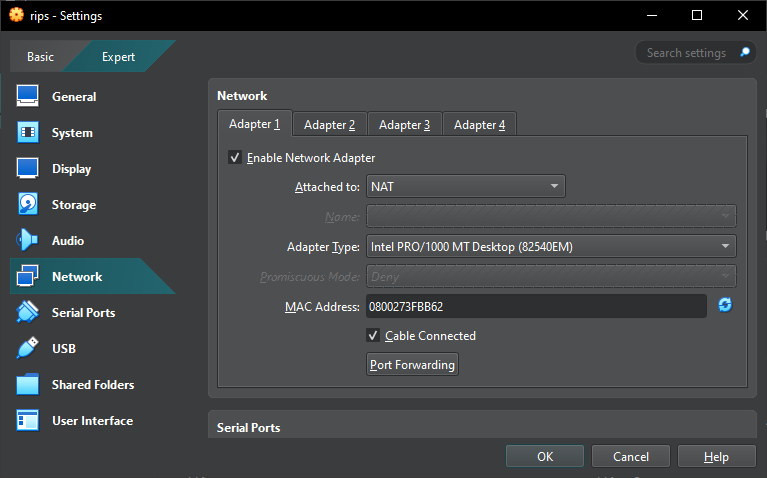 rips - Settings
Basic
Expert
Search settings
General
System
Display
Storage
Audio
Network
Serial Ports
USB
Shared Folders
User Interface
Network
Adapter 1
Adapter 2
Adapter 3
Adapter 4
Enable Network Adapter
Attached to: NAT
Name:
Adapter Type: Intel PRO/1000 MT Desktop (82540EM)
Promiscuous Mode: Deny
MAC Address: 0800273FBB62
Cable Connected
Port Forwarding
Serial Ports
OK
Cancel
Help